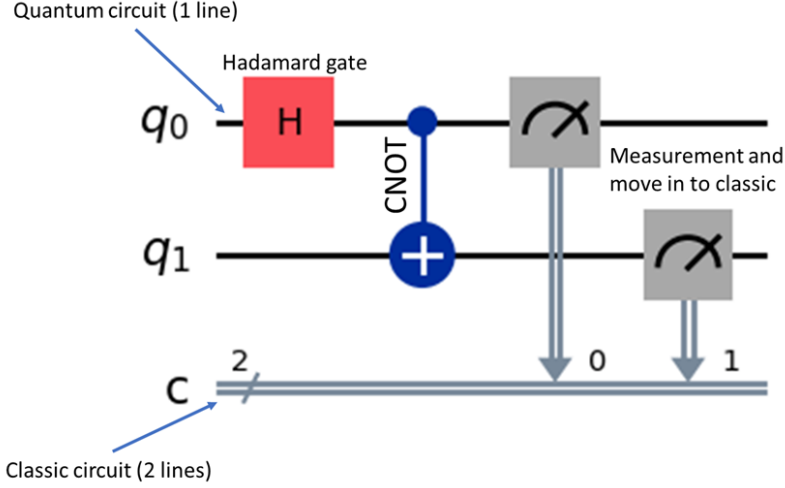 Quantum circuit (1 line)
Hadamard gate
q0
H
CNOT
Measurement and
move in to classic
q1
2
0
1
c
Classic circuit (2 lines)